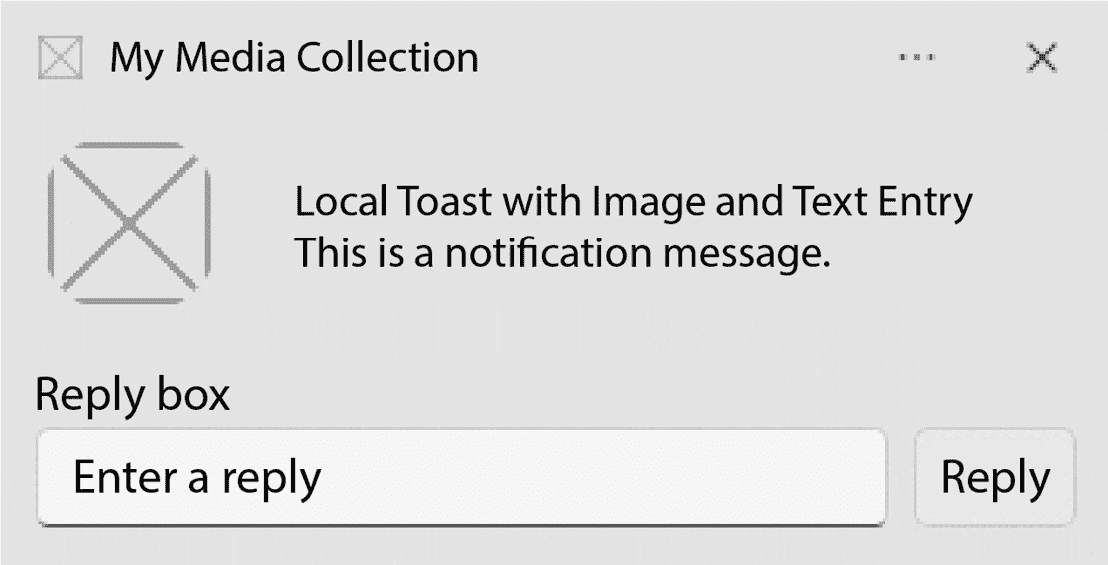 My Media Collection
Local Toast with Image and Text Entry
This is a notification message.
Reply box
Enter a reply
Reply